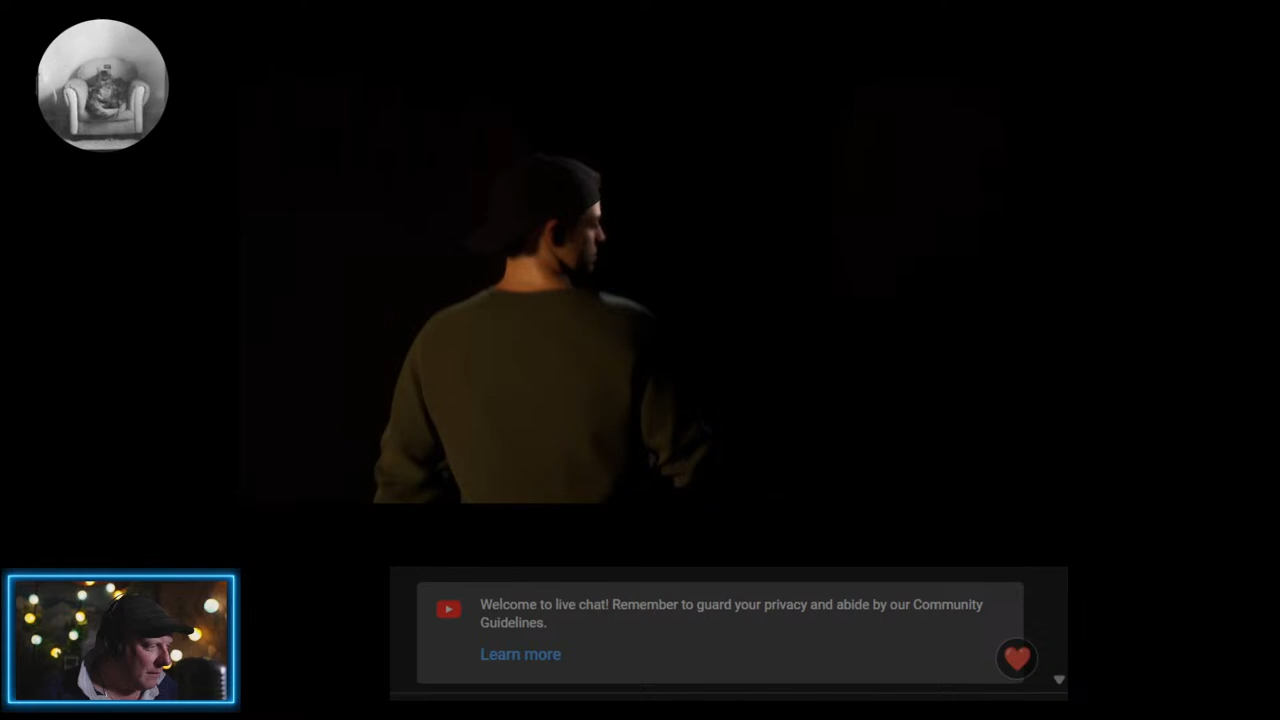 Welcome to live chat! Remember to guard your privacy and abide by our Community
Guidelines.
Learn more